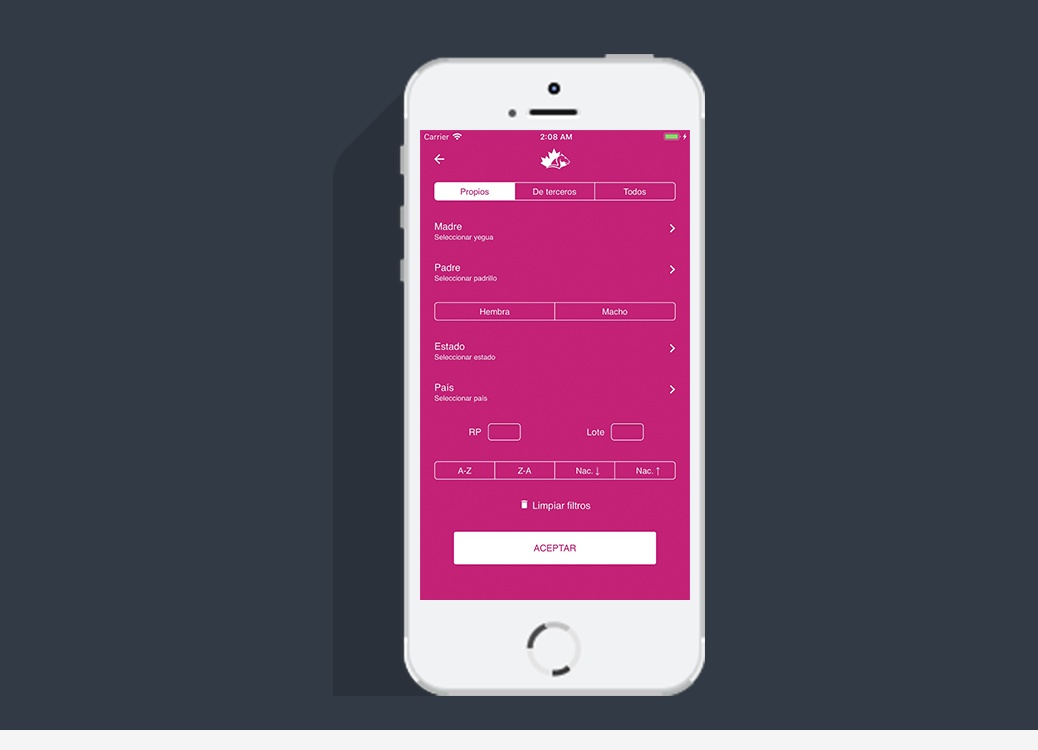 Carrier 2:08 AM
Propios De terceros Todos
Madre
Seleccionar yegua
Padre
Seleccionar padrillo
Hembra Macho
Estado
Seleccionar estado
País
Seleccionar país
RP Lote
A-Z Z-A Nac. ↓ Nac. ↑
Limpiar filtros
ACEPTAR